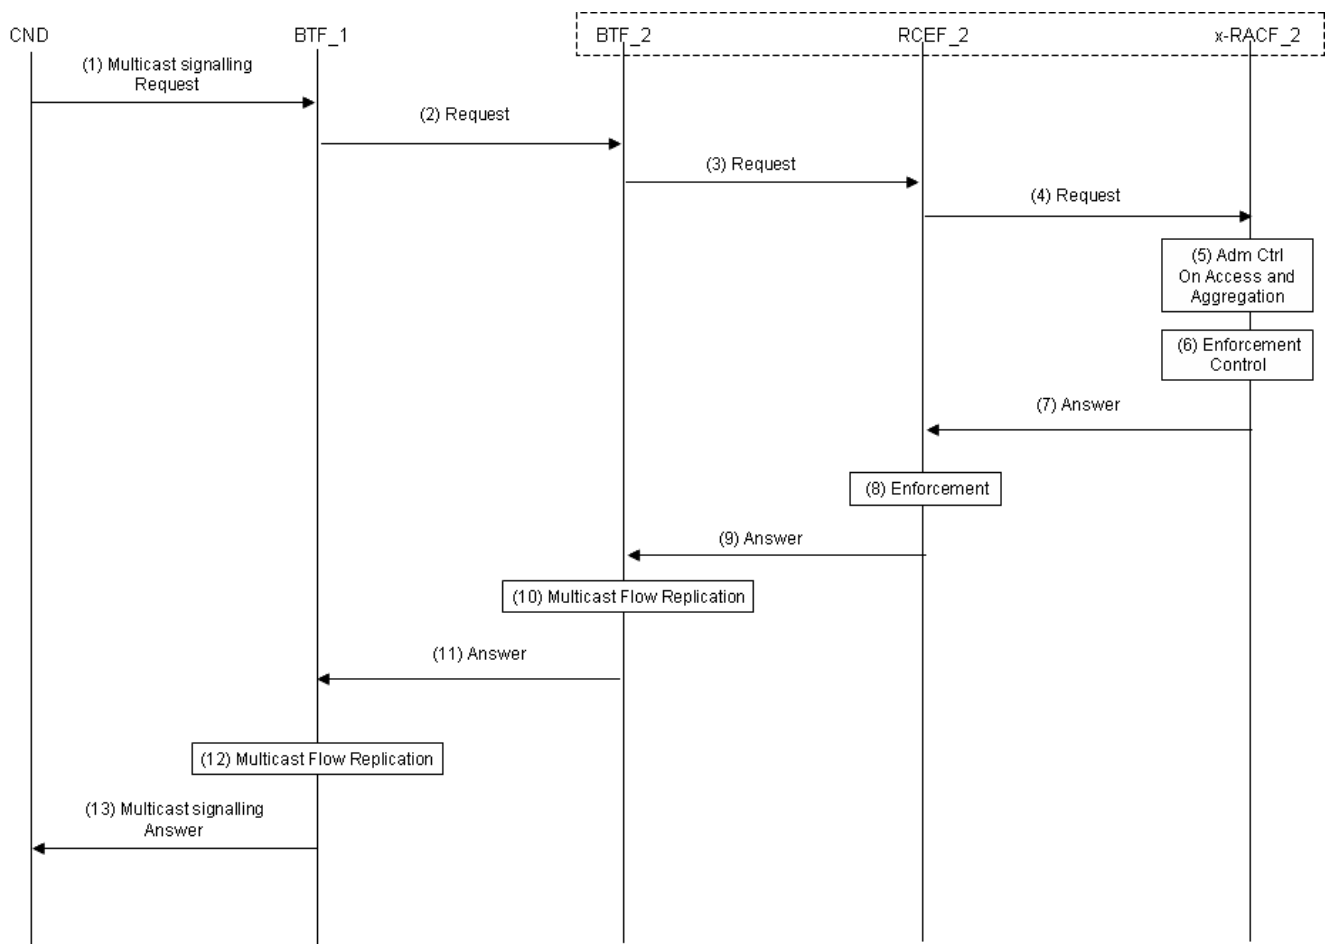 CND
BTF_1
BTF_2
RCEF_2
x-RACF_2
(1) Multicast signalling
Request
(2) Request
(3) Request
(4) Request
(5) Adm Ctrl
On Access and
Aggregation
(6) Enforcement
Control
(7) Answer
(8) Enforcement
(9) Answer
(10) Multicast Flow Replication
(11) Answer
(12) Multicast Flow Replication
(13) Multicast signalling
Answer